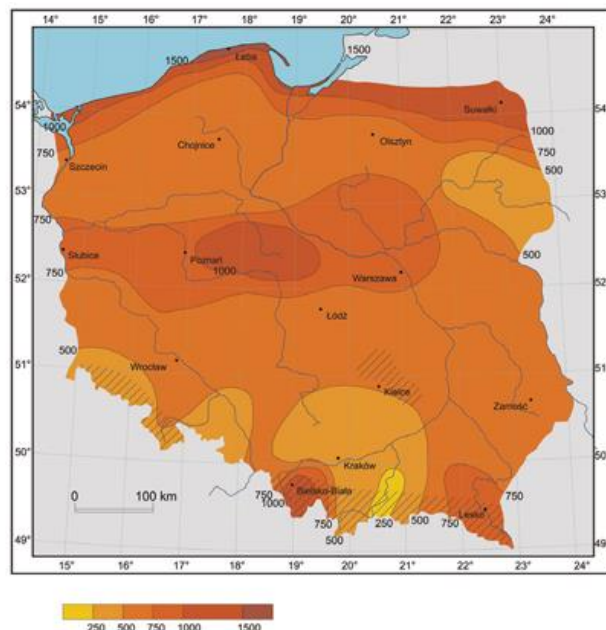 15° 16° 17° 18° 19° 20° 21° 22° 23° 24°
1500
1500
Łeba
54°
54°
Suwałki
1000
1000
Chojnice
Olsztyn
750
750
Szczecin
500
53°
53°
750
Słubice
Poznań
500
52°
750
1000
Warszawa
52°
Łódź
51°
500
Wrocław
Kielce
51°
Zamość
50°
50°
Kraków
0 100 km
750
Bielsko-Biała
750
1000
Lesko
750
250
500
750
49°
500
49°
15° 16° 17° 18° 19° 20° 21° 22° 23° 24°
250 500 750 1000 1500